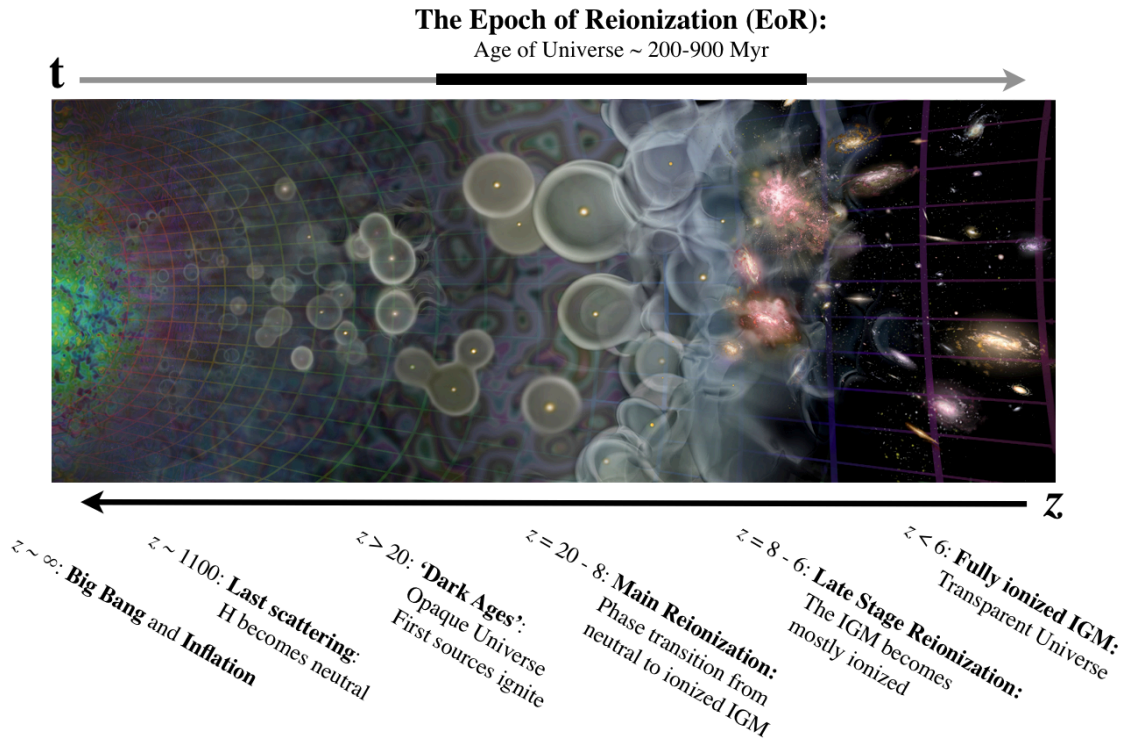 The Epoch of Reionization (EoR):
Age of Universe ~ 200-900 Myr
t
z
z ~ ∞: Big Bang and Inflation
z ~ 1100: Last scattering:
H becomes neutral
z > 20: ‘Dark Ages’:
Opaque Universe
First sources ignite
z = 20 - 8: Main Reionization:
Phase transition from
neutral to ionized IGM
z = 8 - 6: Late Stage Reionization:
The IGM becomes
mostly ionized
z < 6: Fully ionized IGM:
Transparent Universe